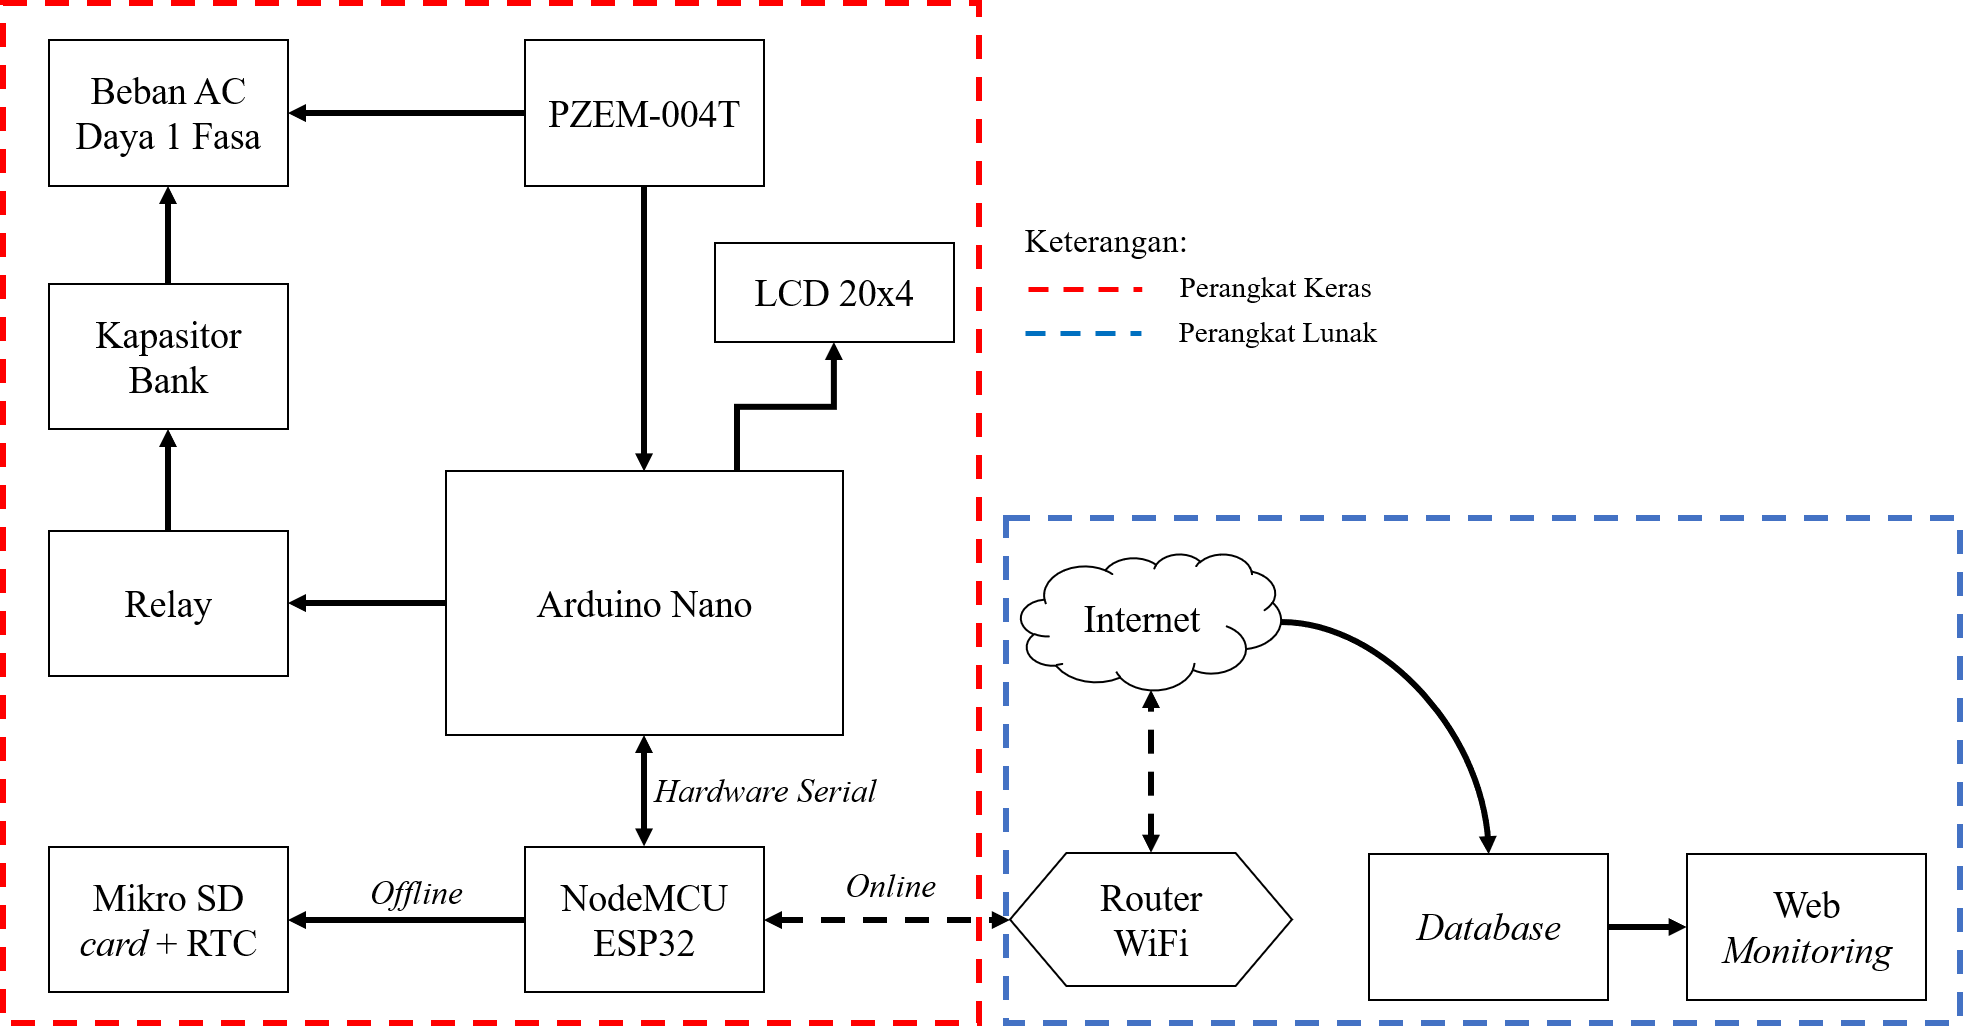 Beban AC
Daya 1 Fasa
PZEM-004T
LCD 20x4
Kapasitor
Bank
Relay
Arduino Nano
Hardware Serial
Mikro SD
card + RTC
Offline
NodeMCU
ESP32
Online
Keterangan:
Perangkat Keras
Perangkat Lunak
Internet
Router
WiFi
Database
Web
Monitoring